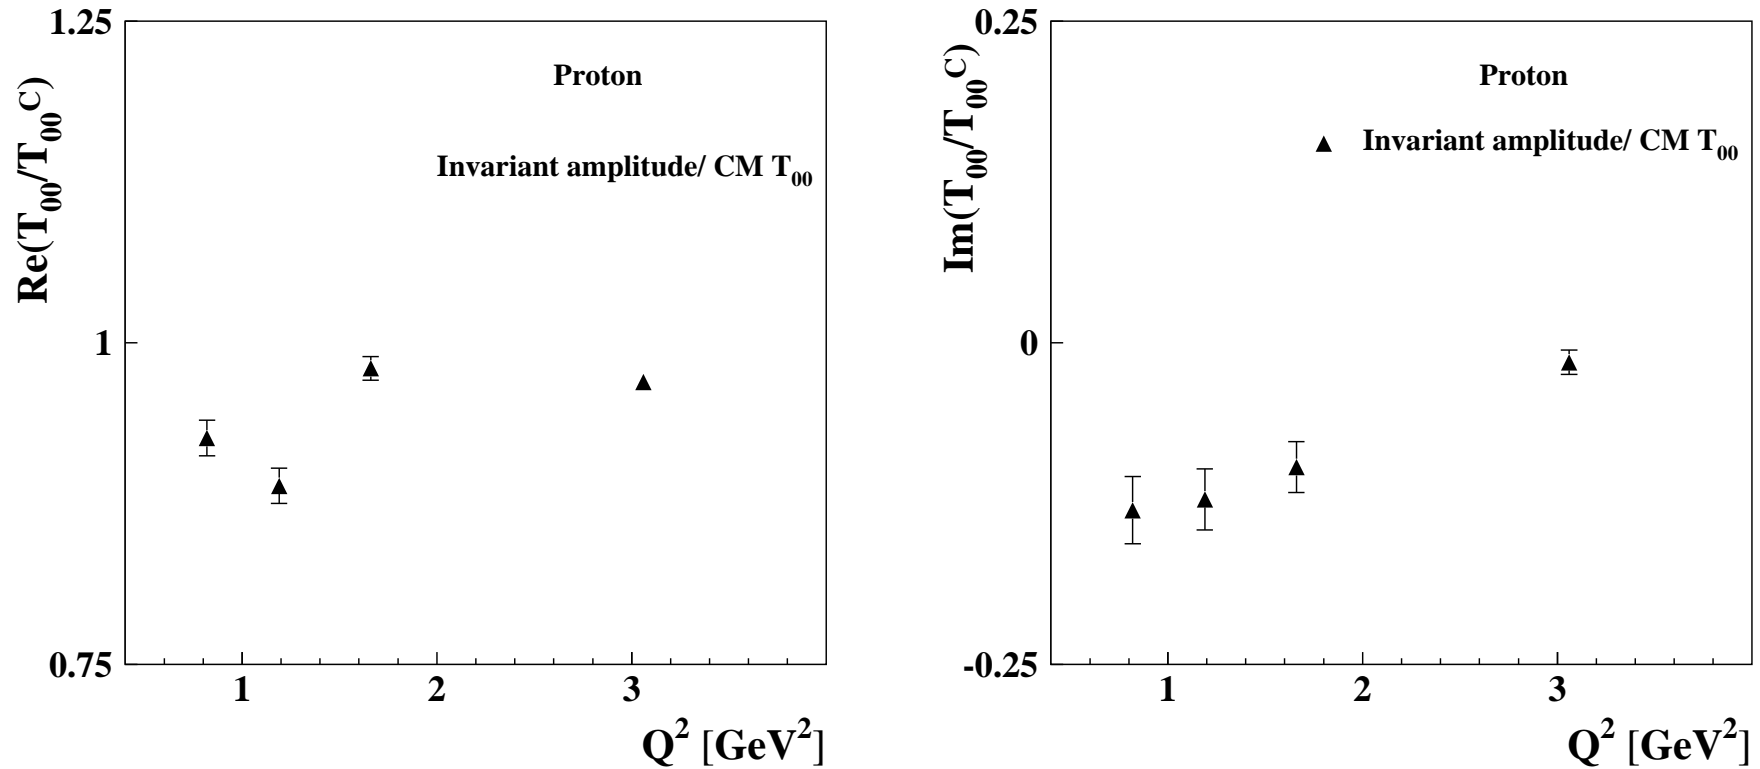 1.25
Re(T₀₀/T₀₀ᶜ)
Proton
Invariant amplitude/ CM T₀₀
1
0.75
1 2 3
Q² [GeV²]
0.25
Im(T₀₀/T₀₀ᶜ)
Proton
Invariant amplitude/ CM T₀₀
0
-0.25
1 2 3
Q² [GeV²]